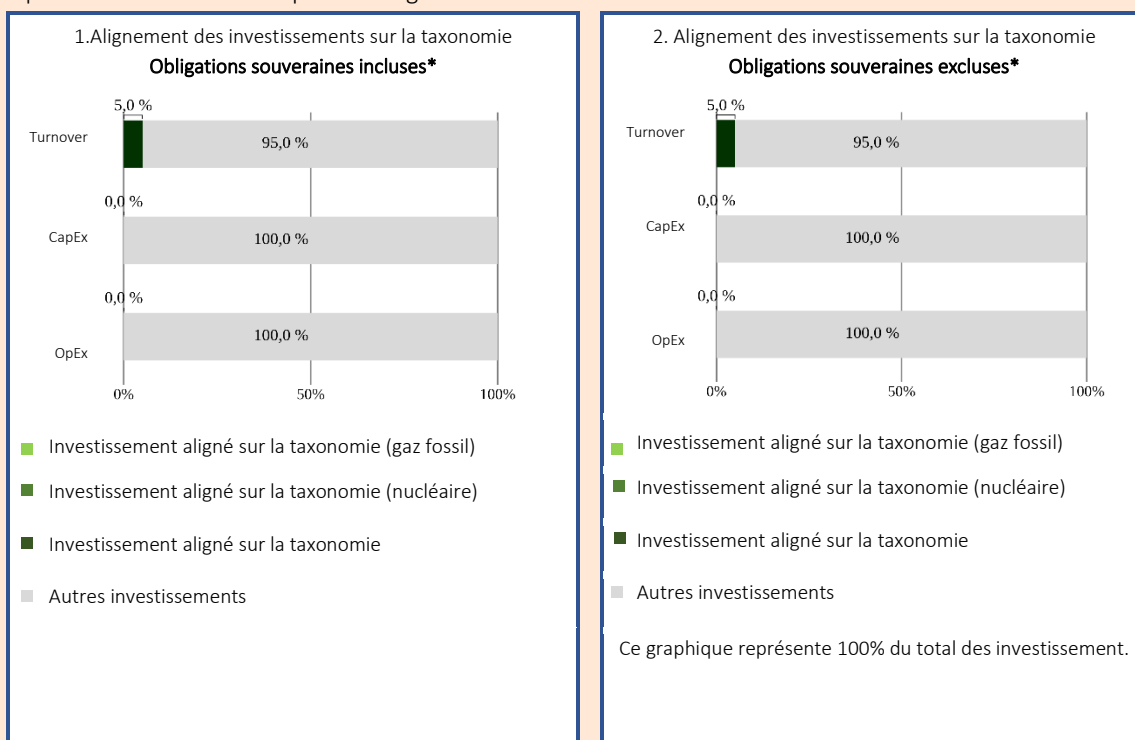 1.Alignement des investissements sur la taxonomie
Obligations souveraines incluses*
5,0 %
Turnover
95,0 %
0,0 %
CapEx
100,0 %
0,0 %
OpEx
100,0 %
0%
50%
100%
Investissement aligné sur la taxonomie (gaz fossil)
Investissement aligné sur la taxonomie (nucléaire)
Investissement aligné sur la taxonomie
Autres investissements
2. Alignement des investissements sur la taxonomie
Obligations souveraines exclues*
5,0 %
Turnover
95,0 %
0,0 %
CapEx
100,0 %
0,0 %
OpEx
100,0 %
0%
50%
100%
Investissement aligné sur la taxonomie (gaz fossil)
Investissement aligné sur la taxonomie (nucléaire)
Investissement aligné sur la taxonomie
Autres investissements
Ce graphique représente 100% du total des investissement.